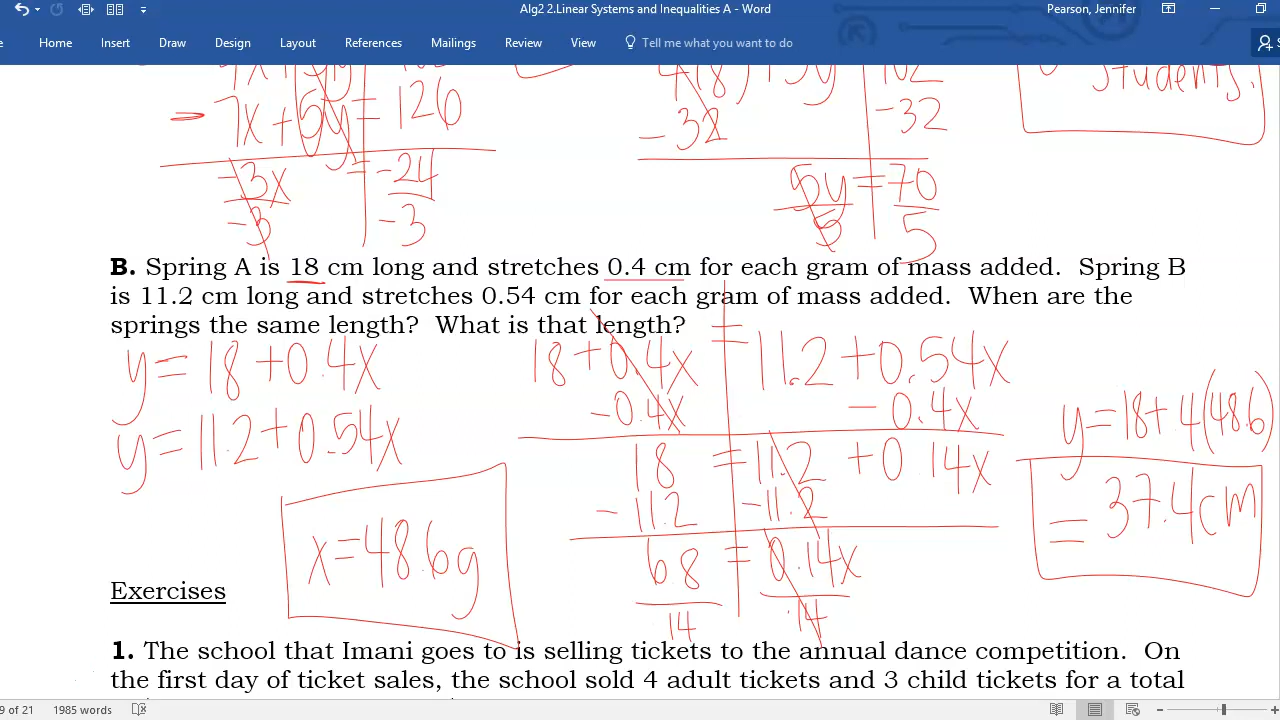 Alg2 2.Linear Systems and Inequalities A - Word
Pearson, Jennifer
Home Insert Draw Design Layout References Mailings Review View Tell me what you want to do
Students.
7x + 5y = 126
-32 -32
-3x = -24
-3 -3
5y = 70
5 5
B. Spring A is 18 cm long and stretches 0.4 cm for each gram of mass added. Spring B
is 11.2 cm long and stretches 0.54 cm for each gram of mass added. When are the
springs the same length? What is that length?
y = 18 + 0.4x
y = 11.2 + 0.54x
18 + 0.4x = 11.2 + 0.54x
-0.4x - 0.4x
18 = 11.2 + 0.14x
-11.2 -11.2
6.8 = 0.14x
.14 .14
x = 48.6g
y = 18 + .4(48.6)
= 37.4cm
Exercises
1. The school that Imani goes to is selling tickets to the annual dance competition. On
the first day of ticket sales, the school sold 4 adult tickets and 3 child tickets for a total
9 of 21 1985 words